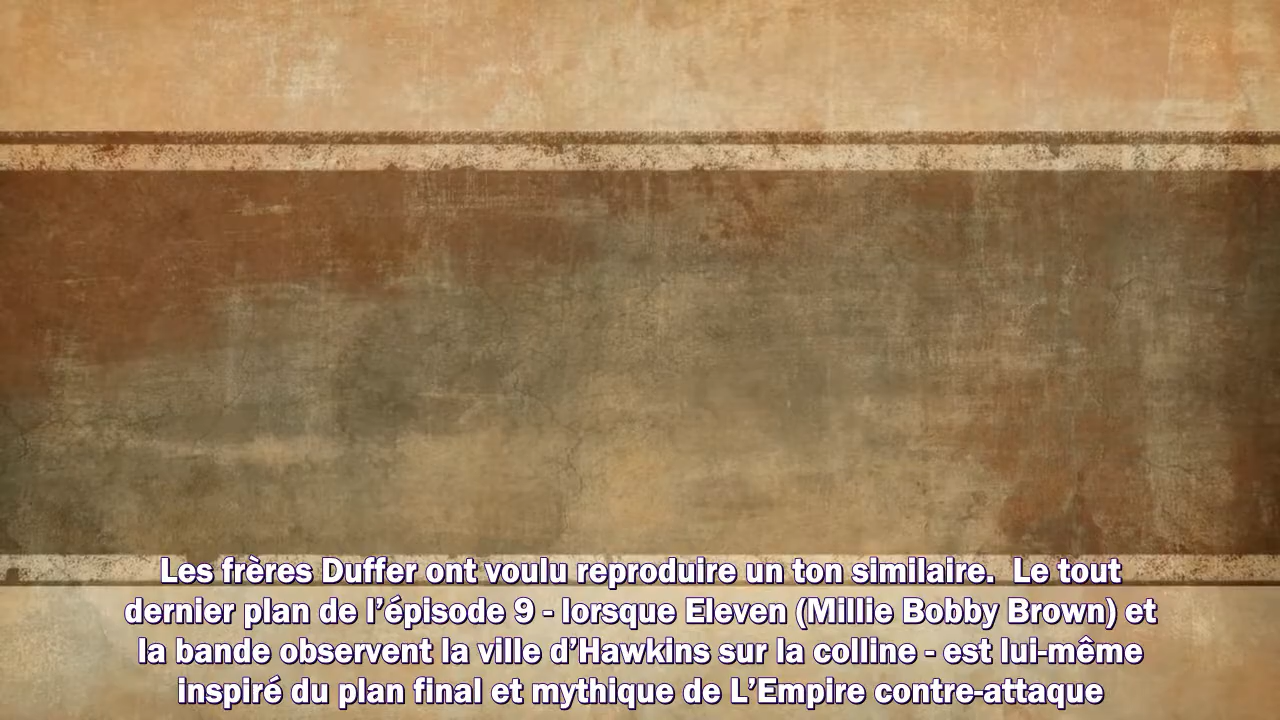 Les frères Duffer ont voulu reproduire un ton similaire.  Le tout
dernier plan de l’épisode 9 - lorsque Eleven (Millie Bobby Brown) et
la bande observent la ville d’Hawkins sur la colline - est lui-même
inspiré du plan final et mythique de L’Empire contre-attaque